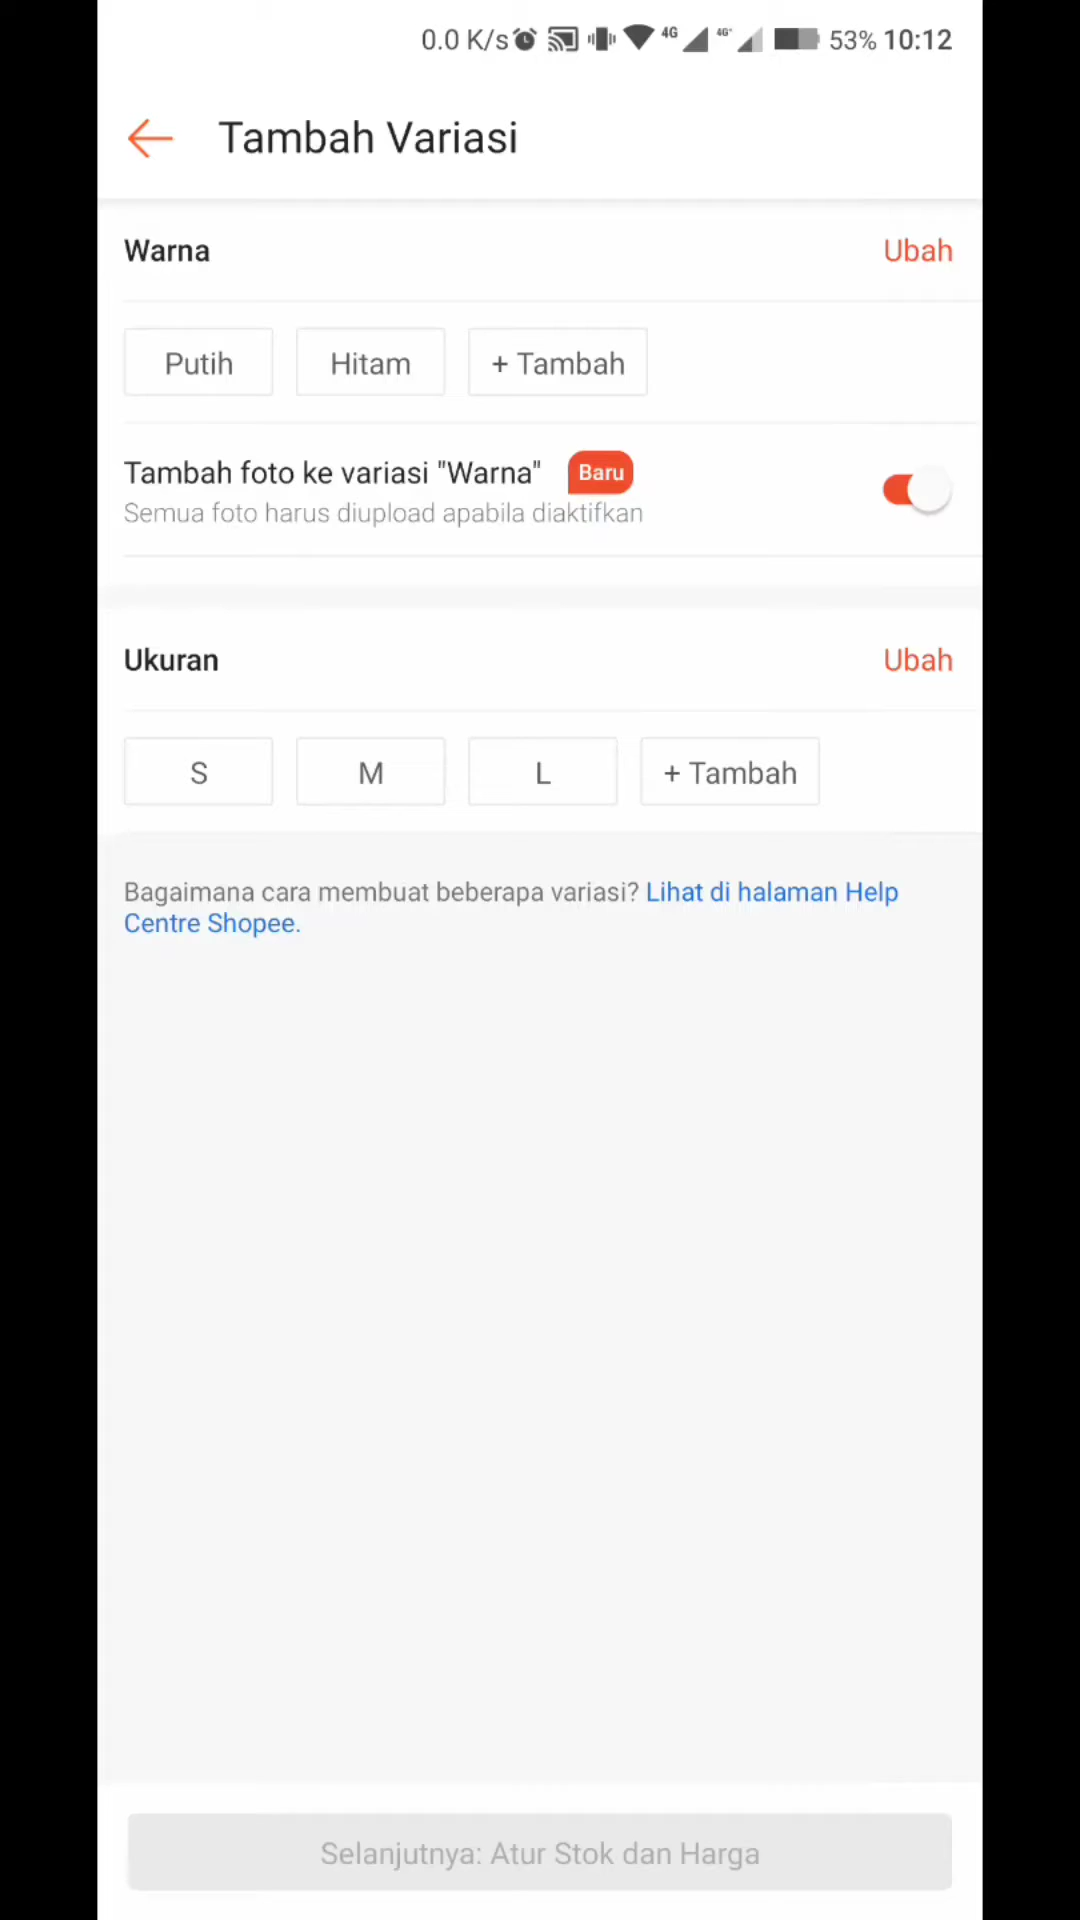 0.0 K/s 4G 4G+ 53% 10:12
Tambah Variasi
Warna Ubah
Putih Hitam + Tambah
Tambah foto ke variasi "Warna" Baru
Semua foto harus diupload apabila diaktifkan
Ukuran Ubah
S M L + Tambah
Bagaimana cara membuat beberapa variasi? Lihat di halaman Help
Centre Shopee.
Selanjutnya: Atur Stok dan Harga